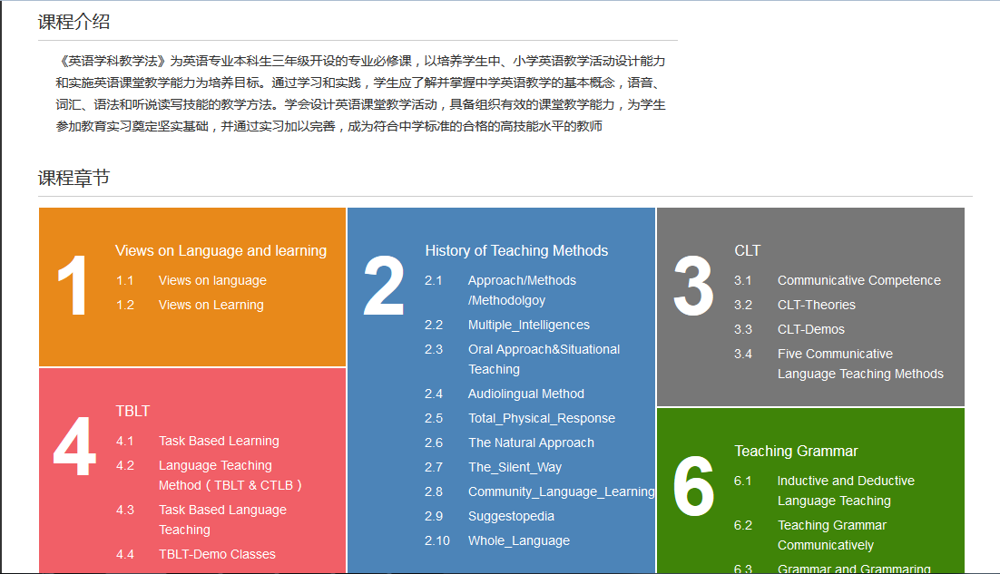 课程介绍
《英语学科教学法》为英语专业本科生三年级开设的专业必修课，以培养学生中、小学英语教学活动设计能力
和实施英语课堂教学能力为培养目标。通过学习和实践，学生应了解并掌握中学英语教学的基本概念，语音、
词汇、语法和听说读写技能的教学方法。学会设计英语课堂教学活动，具备组织有效的课堂教学能力，为学生
参加教育实习奠定坚实基础，并通过实习加以完善，成为符合中学标准的合格的高技能水平的教师
课程章节
1
Views on Language and learning
1.1 Views on language
1.2 Views on Learning
2
History of Teaching Methods
2.1 Approach/Methods
/Methodolgoy
2.2 Multiple_Intelligences
2.3 Oral Approach&Situational
Teaching
2.4 Audiolingual Method
2.5 Total_Physical_Response
2.6 The Natural Approach
2.7 The_Silent_Way
2.8 Community_Language_Learning
2.9 Suggestopedia
2.10 Whole_Language
3
CLT
3.1 Communicative Competence
3.2 CLT-Theories
3.3 CLT-Demos
3.4 Five Communicative
Language Teaching Methods
4
TBLT
4.1 Task Based Learning
4.2 Language Teaching
Method（TBLT & CTLB）
4.3 Task Based Language
Teaching
4.4 TBLT-Demo Classes
6
Teaching Grammar
6.1 Inductive and Deductive
Language Teaching
6.2 Teaching Grammar
Communicatively
6.3 Grammar and Grammaring